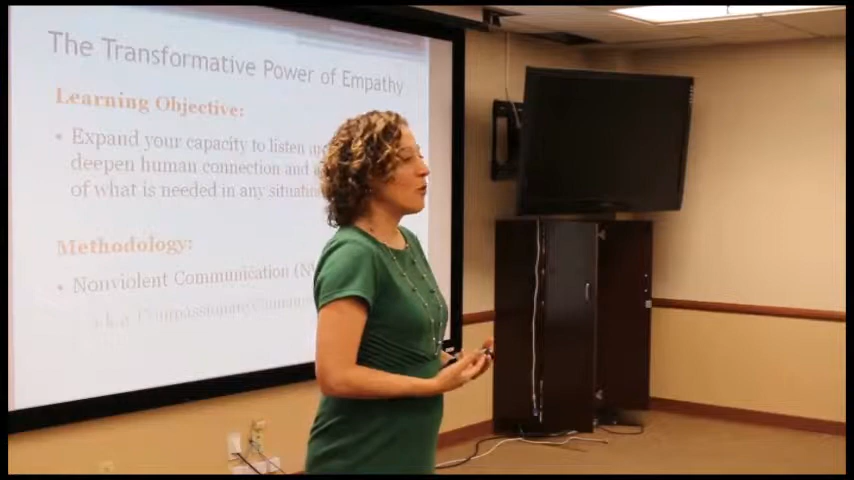 The Transformative Power of Empathy
Learning Objective:
• Expand your capacity to listen
deepen human connection and
of what is needed in any
Methodology:
• Nonviolent Communication